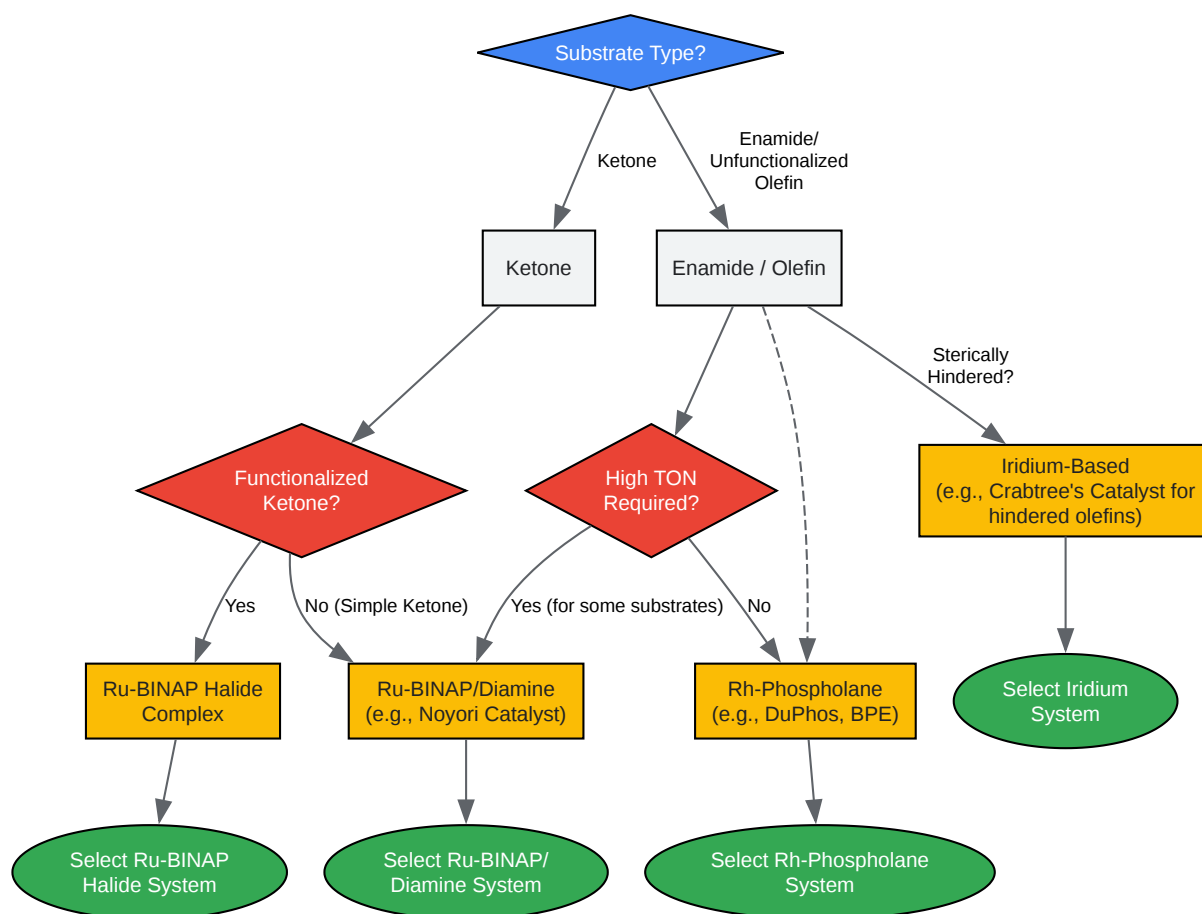 Substrate Type?
Ketone
Enamide/
Unfunctionalized
Olefin
Ketone
Enamide / Olefin
Sterically
Hindered?
Functionalized
Ketone?
High TON
Required?
Iridium-Based
(e.g., Crabtree's Catalyst for
hindered olefins)
Yes
No (Simple Ketone)
Yes (for some substrates)
No
Ru-BINAP Halide
Complex
Ru-BINAP/Diamine
(e.g., Noyori Catalyst)
Rh-Phospholane
(e.g., DuPhos, BPE)
Select Iridium
System
Select Ru-BINAP
Halide System
Select Ru-BINAP/
Diamine System
Select Rh-Phospholane
System